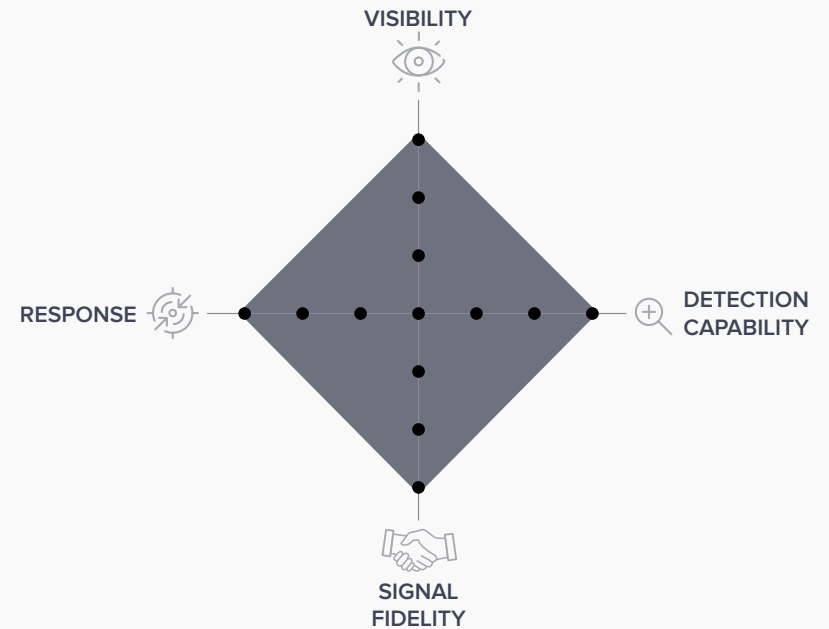 VISIBILITY
RESPONSE
DETECTION
CAPABILITY
SIGNAL
FIDELITY